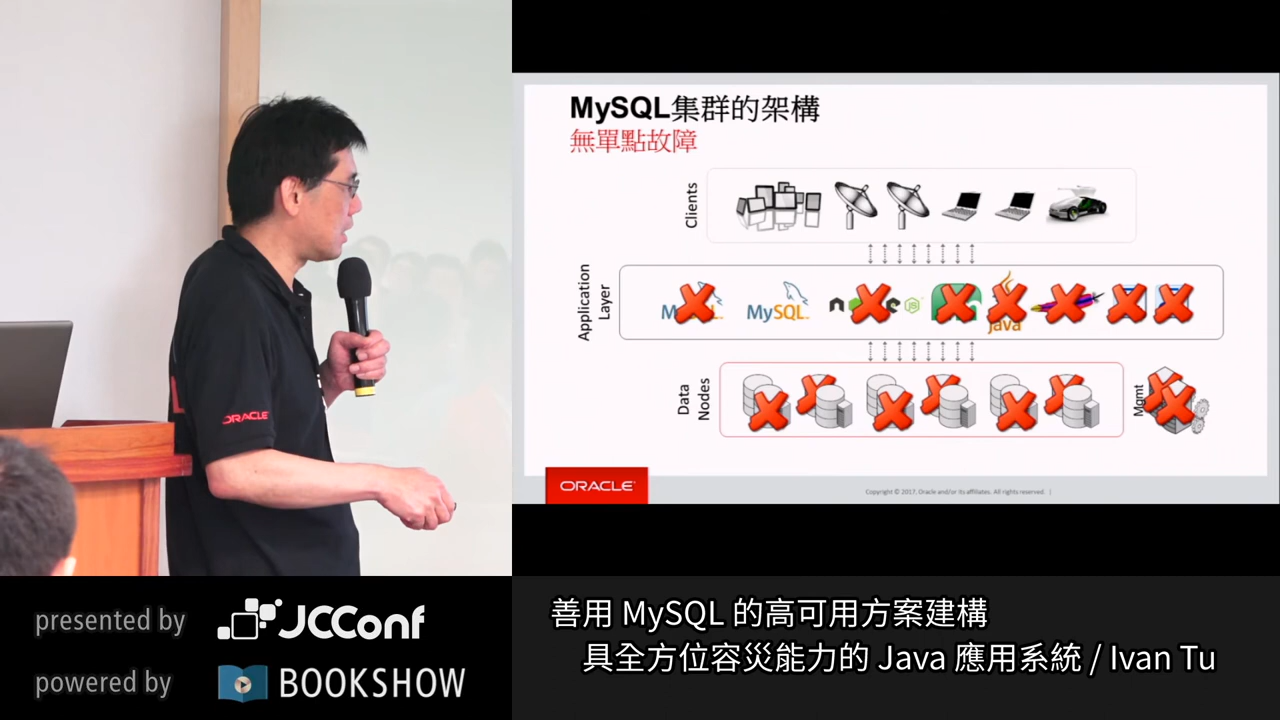 MySQL集群的架構
無單點故障
Clients
Application
Layer
MySQL
java
Data
Nodes
Mgmt
ORACLE
ORACLE
Copyright © 2017, Oracle and/or its affiliates. All rights reserved. |
presented by JCConf
powered by BOOKSHOW
善用 MySQL 的高可用方案建構
具全方位容災能力的 Java 應用系統 / Ivan Tu